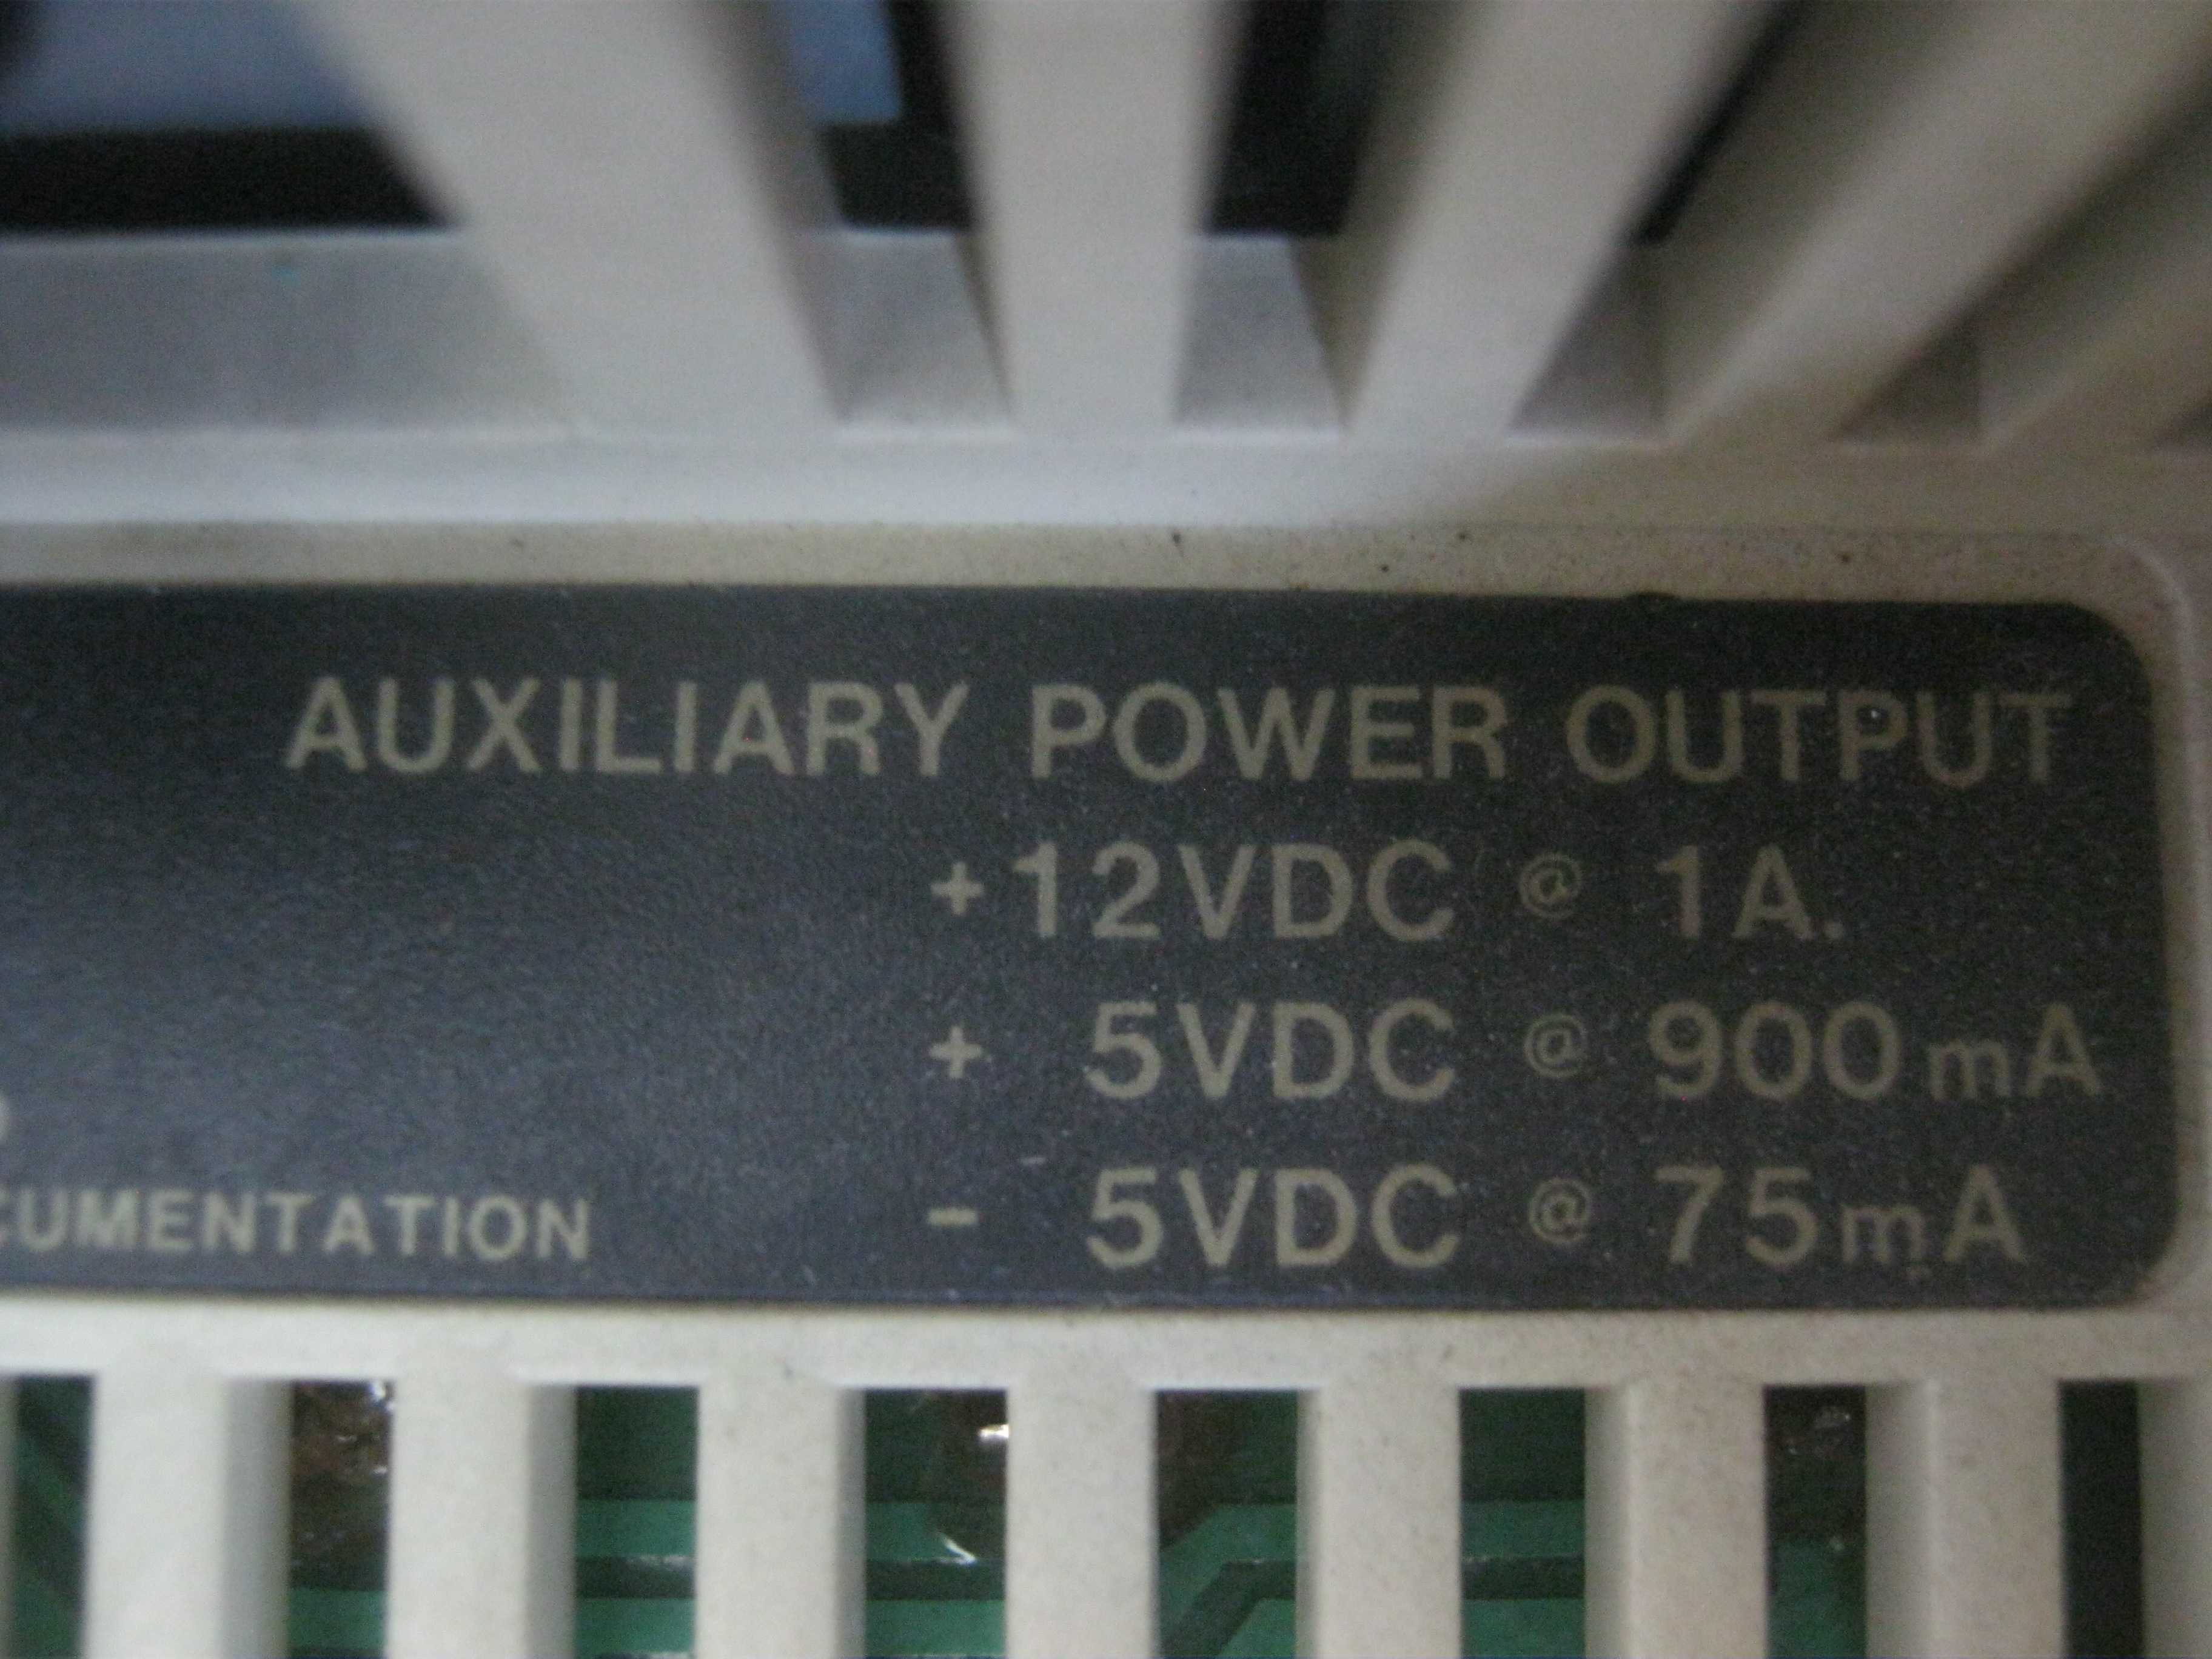 AUXILIARY POWER OUTPUT
+12VDC @ 1A.
+ 5VDC @ 900mA
- 5VDC @ 75mA
CUMENTATION